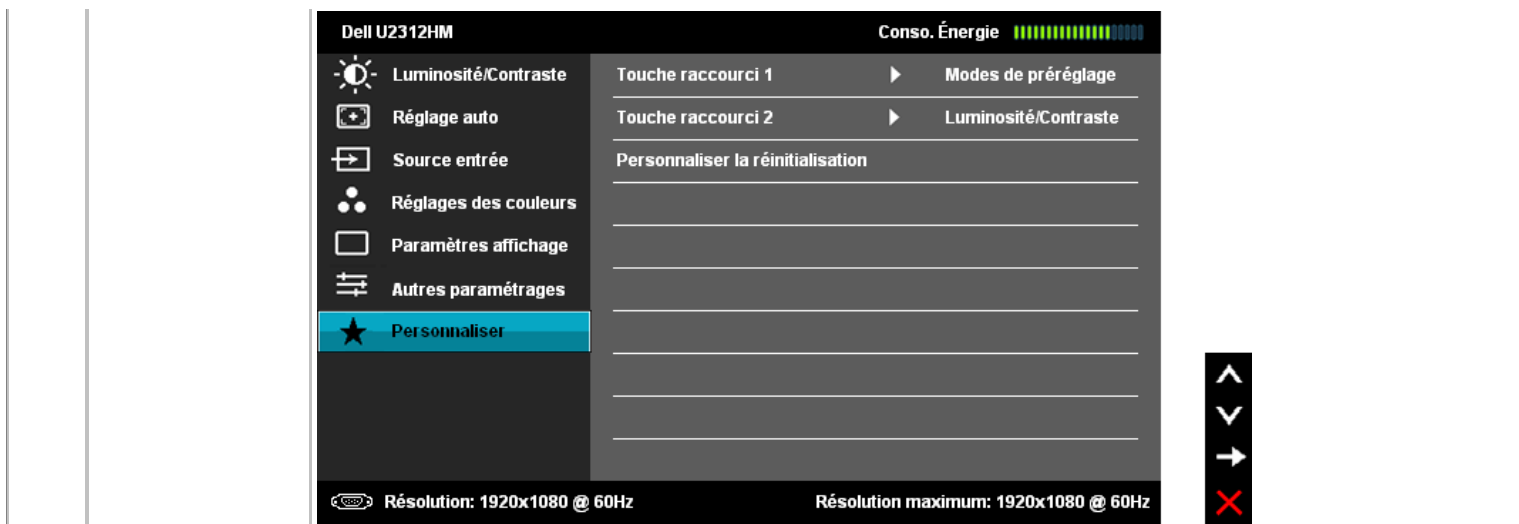 Dell U2312HM Conso. Énergie
Luminosité/Contraste Touche raccourci 1 Modes de préréglage
Réglage auto Touche raccourci 2 Luminosité/Contraste
Source entrée Personnaliser la réinitialisation
Réglages des couleurs
Paramètres affichage
Autres paramétrages
Personnaliser
Résolution: 1920x1080 @ 60Hz Résolution maximum: 1920x1080 @ 60Hz